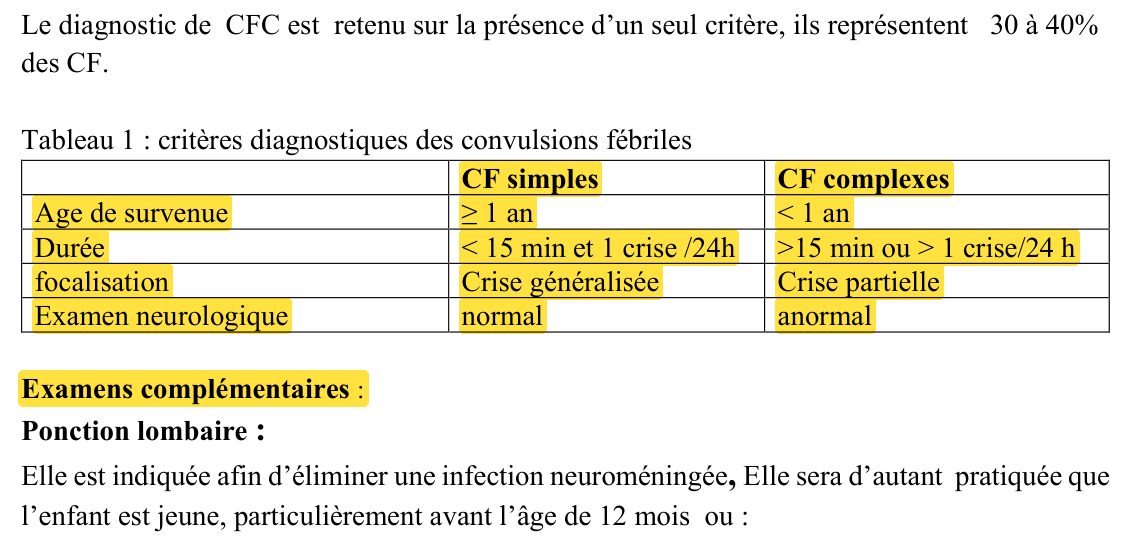 Le diagnostic de CFC est retenu sur la présence d’un seul critère, ils représentent 30 à 40%
des CF.
Tableau 1 : critères diagnostiques des convulsions fébriles
CF simples CF complexes
Age de survenue ≥ 1 an < 1 an
Durée < 15 min et 1 crise /24h >15 min ou > 1 crise/24 h
focalisation Crise généralisée Crise partielle
Examen neurologique normal anormal
Examens complémentaires :
Ponction lombaire :
Elle est indiquée afin d’éliminer une infection neuroméningée, Elle sera d’autant pratiquée que
l’enfant est jeune, particulièrement avant l’âge de 12 mois ou :